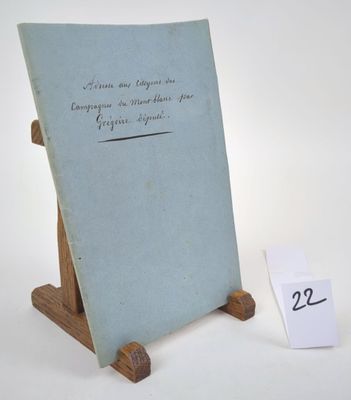 Adresse aux Citoyens des
Campagnes du Mont-blanc par
Grégoire Député.
22